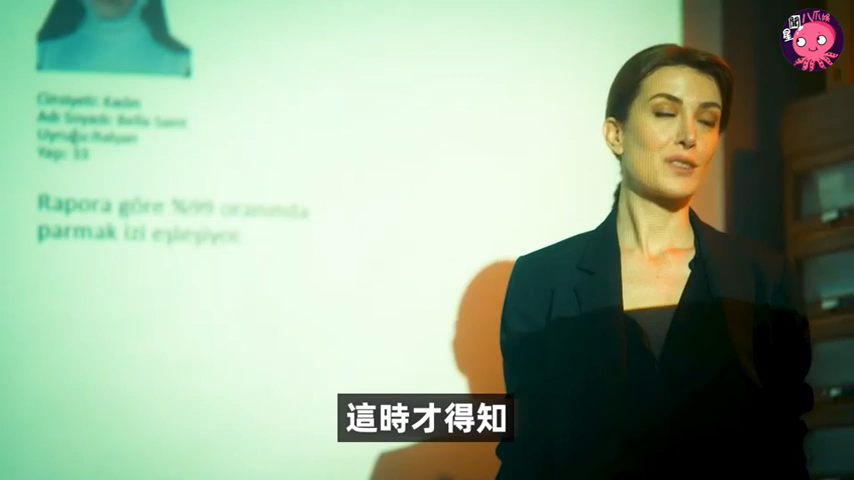 Cinsiyeti: Kadın
Adı Soyadı: Bella Saint
Uyruğu: İtalyan
Yaşı: 33
Rapora göre %99 oranında
parmak izi eşleşiyor.
這時才得知